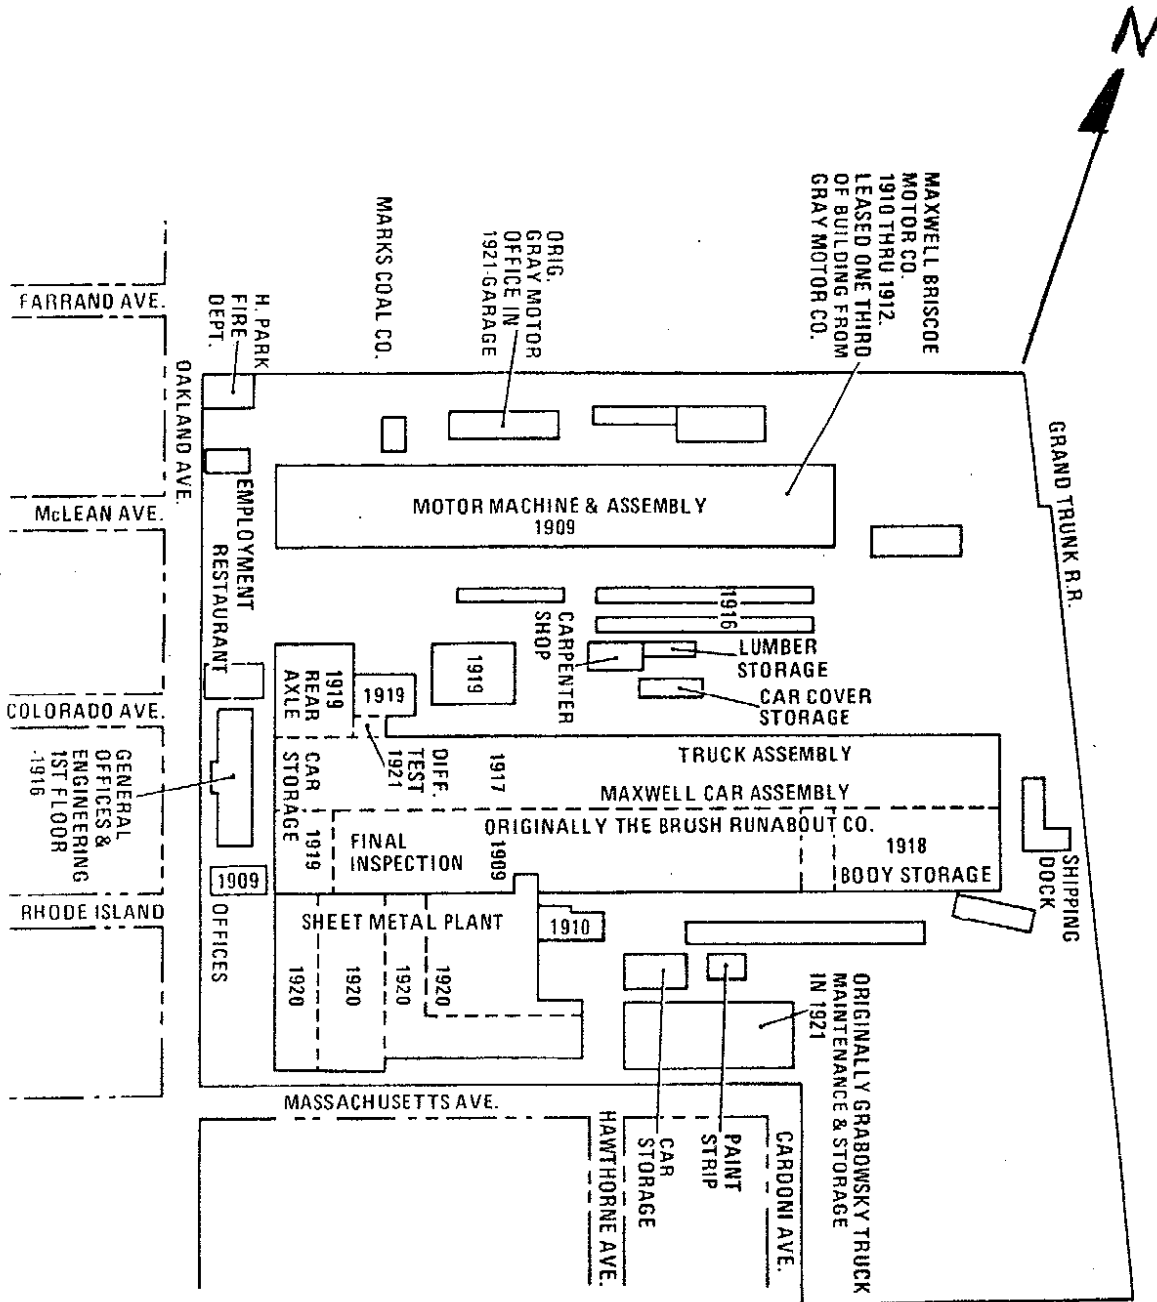 N
MAXWELL BRISCOE
MOTOR CO.
1910 THRU 1912.
LEASED ONE THIRD
OF BUILDING FROM
GRAY MOTOR CO.
ORIG.
GRAY MOTOR
OFFICE IN
1921-GARAGE
MARKS COAL CO.
H. PARK
FIRE
DEPT.
FARRAND AVE.
OAKLAND AVE.
GRAND TRUNK R.R.
McLEAN AVE.
EMPLOYMENT
RESTAURANT
MOTOR MACHINE & ASSEMBLY
1909
1916
CARPENTER
SHOP
LUMBER
STORAGE
CAR COVER
STORAGE
1919
REAR
AXLE
1919
1919
COLORADO AVE.
GENERAL
OFFICES &
ENGINEERING
1ST FLOOR
-1916
CAR
STORAGE
1919
DIFF.
TEST
1921
1917
TRUCK ASSEMBLY
MAXWELL CAR ASSEMBLY
ORIGINALLY THE BRUSH RUNABOUT CO.
FINAL
INSPECTION
1909
1918
BODY STORAGE
SHIPPING
DOCK
1909
OFFICES
RHODE ISLAND
SHEET METAL PLANT
1920
1920
1920
1920
1910
ORIGINALLY GRABOWSKY TRUCK
MAINTENANCE & STORAGE
IN 1921
MASSACHUSETTS AVE.
HAWTHORNE AVE.
CAR
STORAGE
PAINT
STRIP
CARDONI AVE.